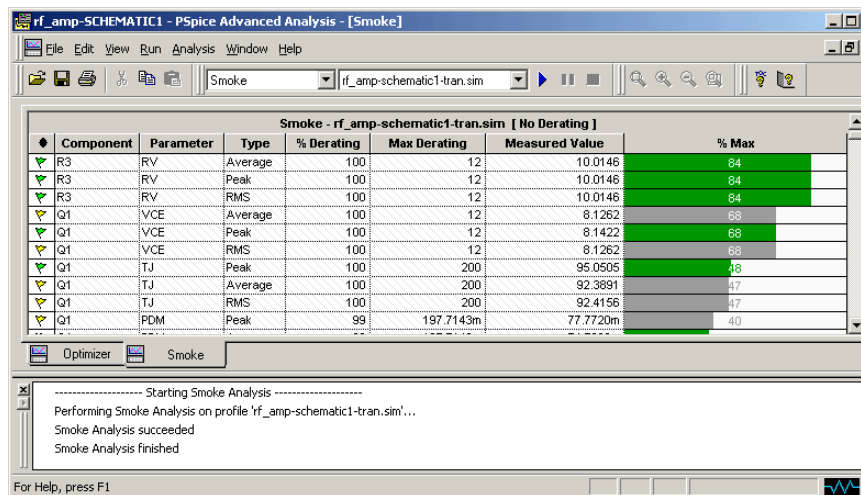 rf_amp-SCHEMATIC1 - PSpice Advanced Analysis - [Smoke]
File Edit View Run Analysis Window Help
Smoke rf_amp-schematic1-tran.sim
Smoke - rf_amp-schematic1-tran.sim [ No Derating ]
Component Parameter Type % Derating Max Derating Measured Value % Max
R3 RV Average 100 12 10.0146 84
R3 RV Peak 100 12 10.0146 84
R3 RV RMS 100 12 10.0146 84
Q1 VCE Average 100 12 8.1262 68
Q1 VCE Peak 100 12 8.1422 68
Q1 VCE RMS 100 12 8.1262 68
Q1 TJ Peak 100 200 95.0505 48
Q1 TJ Average 100 200 92.3891 47
Q1 TJ RMS 100 200 92.4156 47
Q1 PDM Peak 99 197.7143m 77.7720m 40
Optimizer Smoke
-------------------- Starting Smoke Analysis --------------------
Performing Smoke Analysis on profile 'rf_amp-schematic1-tran.sim'...
Smoke Analysis succeeded
Smoke Analysis finished
For Help, press F1